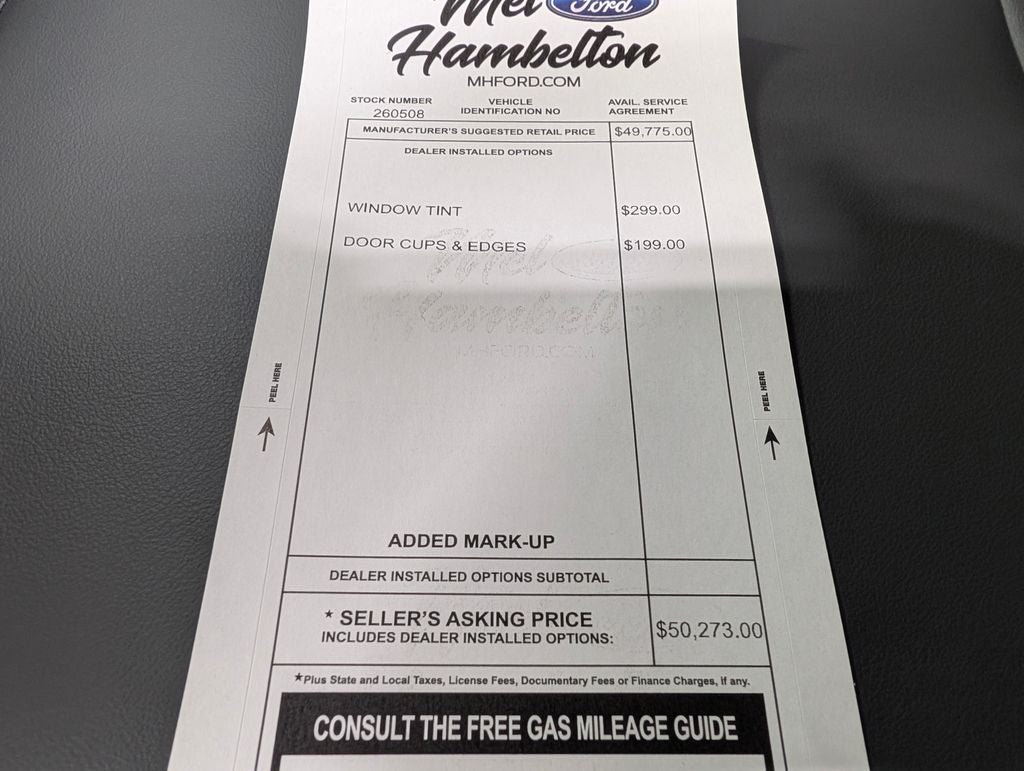 Mel Ford
Hambelton
MHFORD.COM
STOCK NUMBER
260508
VEHICLE
IDENTIFICATION NO
AVAIL. SERVICE
AGREEMENT
MANUFACTURER'S SUGGESTED RETAIL PRICE $49,775.00
DEALER INSTALLED OPTIONS
WINDOW TINT $299.00
DOOR CUPS & EDGES $199.00
Mel
Hambelton
MHFORD.COM
PEEL HERE
PEEL HERE
ADDED MARK-UP
DEALER INSTALLED OPTIONS SUBTOTAL
* SELLER'S ASKING PRICE
INCLUDES DEALER INSTALLED OPTIONS: $50,273.00
*Plus State and Local Taxes, License Fees, Documentary Fees or Finance Charges, If any.
CONSULT THE FREE GAS MILEAGE GUIDE